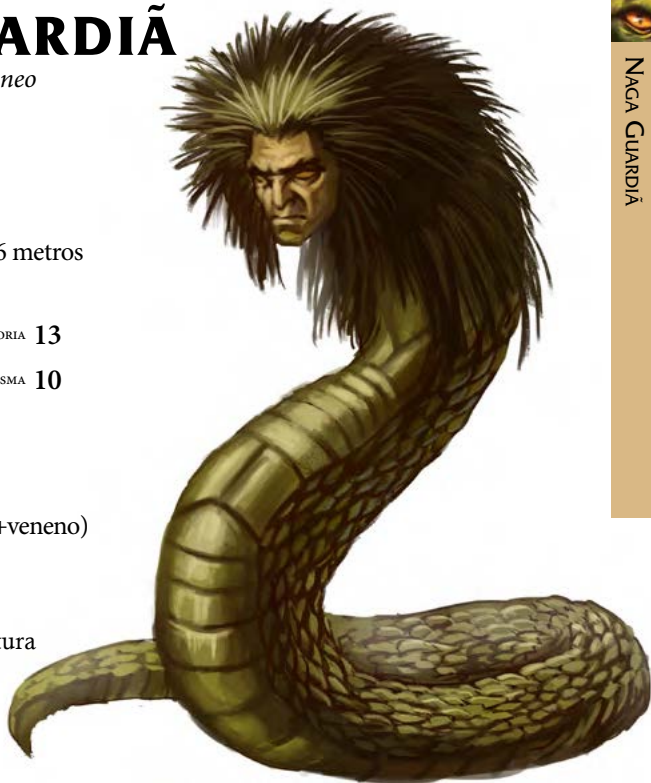 ARDIÃ
neo
6 metros
ORIA 13
SMA 10
+veneno)
tura
Naga Guardiã